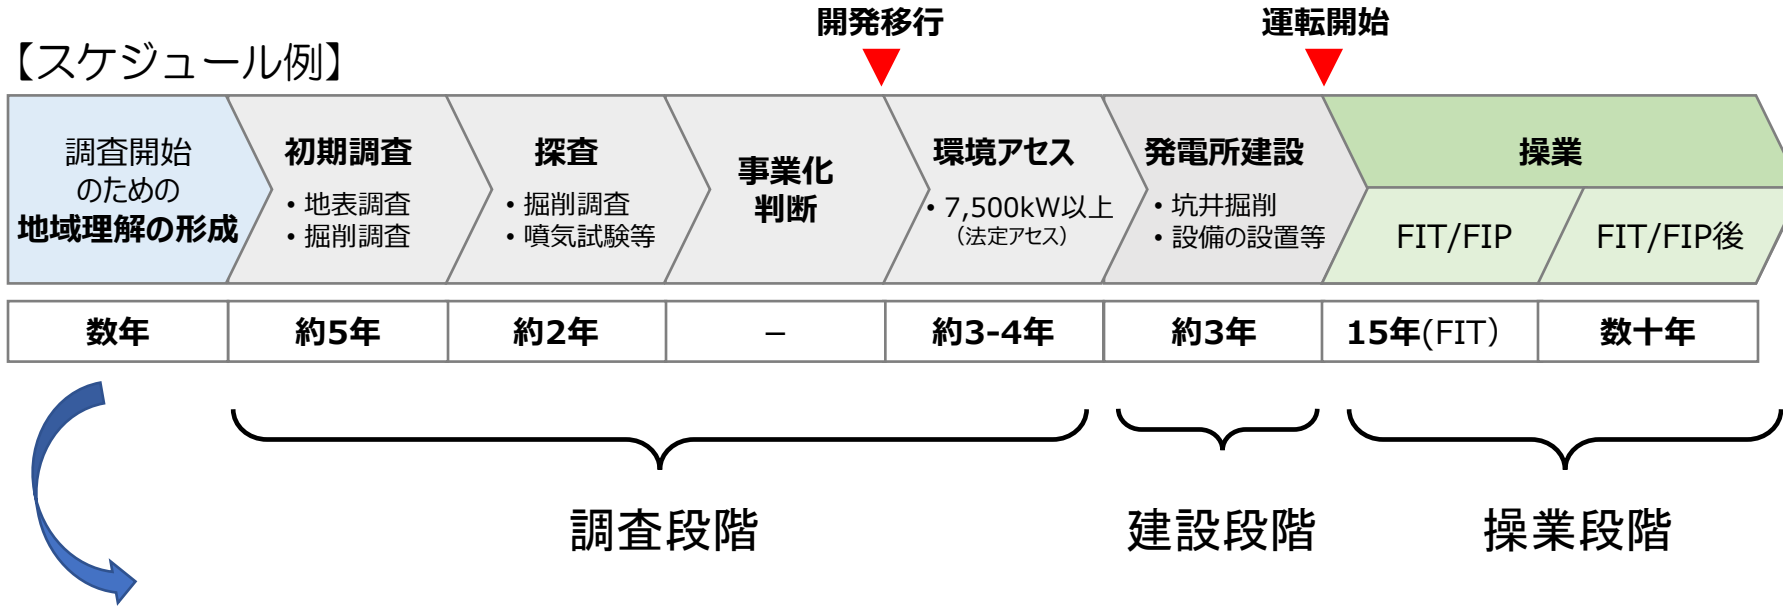 開発移行
運転開始
【スケジュール例】
調査開始
のための
地域理解の形成
初期調査
・地表調査
・掘削調査
探査
・掘削調査
・噴気試験等
事業化
判断
環境アセス
・7,500kW以上
（法定アセス）
発電所建設
・坑井掘削
・設備の設置等
操業
FIT/FIP
FIT/FIP後
数年
約5年
約2年
–
約3-4年
約3年
15年(FIT）
数十年
調査段階
建設段階
操業段階